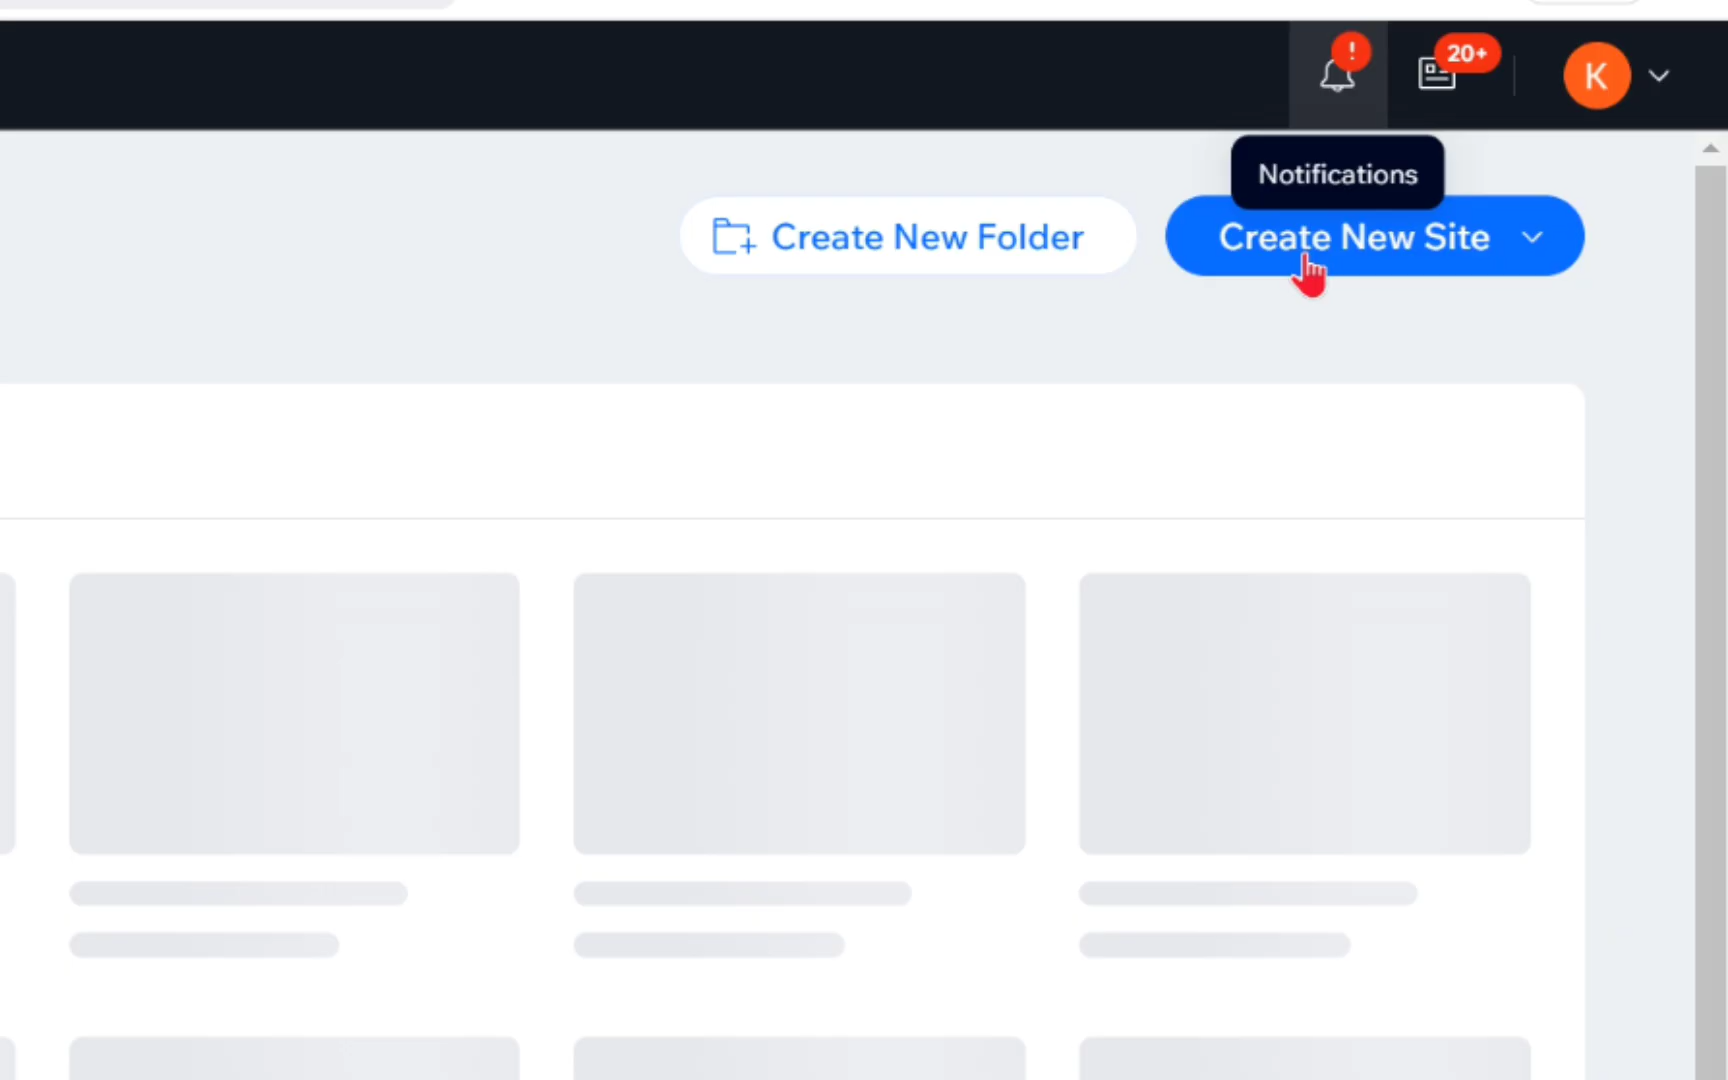 !
20+
K
Notifications
Create New Folder
Create New Site